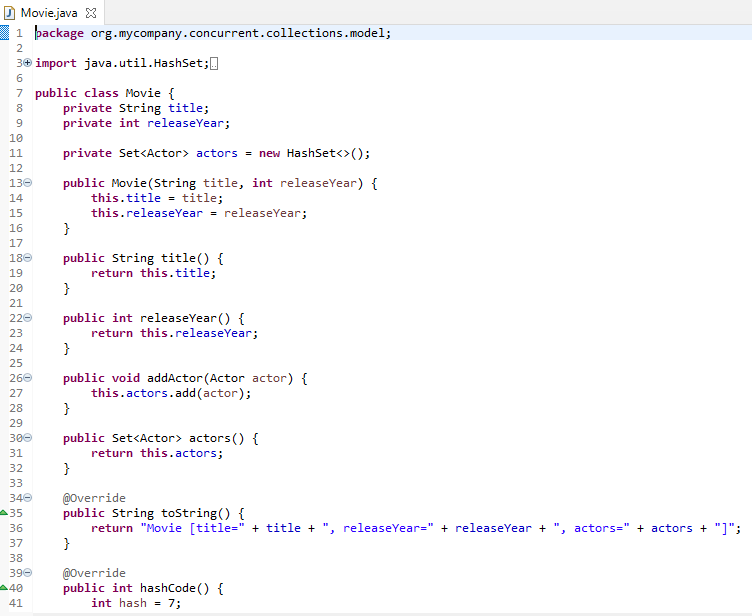 Movie.java
1 package org.mycompany.concurrent.collections.model;
2
3 import java.util.HashSet;
6
7 public class Movie {
8     private String title;
9     private int releaseYear;
10
11     private Set<Actor> actors = new HashSet<>();
12
13     public Movie(String title, int releaseYear) {
14         this.title = title;
15         this.releaseYear = releaseYear;
16     }
17
18     public String title() {
19         return this.title;
20     }
21
22     public int releaseYear() {
23         return this.releaseYear;
24     }
25
26     public void addActor(Actor actor) {
27         this.actors.add(actor);
28     }
29
30     public Set<Actor> actors() {
31         return this.actors;
32     }
33
34     @Override
35     public String toString() {
36         return "Movie [title=" + title + ", releaseYear=" + releaseYear + ", actors=" + actors + "]";
37     }
38
39     @Override
40     public int hashCode() {
41         int hash = 7;